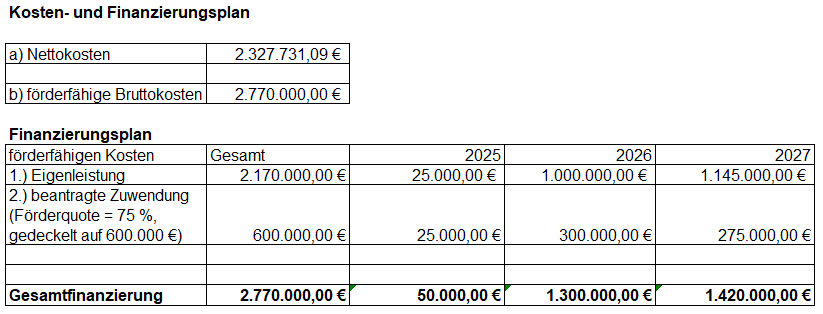 Kosten- und Finanzierungsplan
a) Nettokosten 2.327.731,09 €
b) förderfähige Bruttokosten 2.770.000,00 €
Finanzierungsplan
förderfähigen Kosten Gesamt 2025 2026 2027
1.) Eigenleistung 2.170.000,00 € 25.000,00 € 1.000.000,00 € 1.145.000,00 €
2.) beantragte Zuwendung
(Förderquote = 75 %,
gedeckelt auf 600.000 €) 600.000,00 € 25.000,00 € 300.000,00 € 275.000,00 €
Gesamtfinanzierung 2.770.000,00 € 50.000,00 € 1.300.000,00 € 1.420.000,00 €